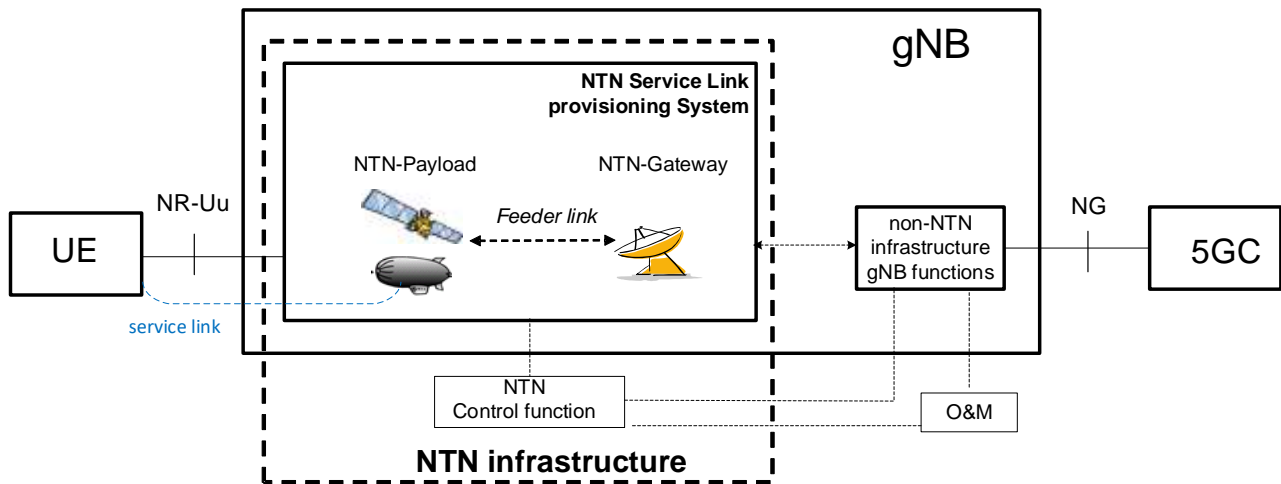 gNB
NTN Service Link
provisioning System
NTN-Payload
NTN-Gateway
NR-Uu
Feeder link
NG
UE
non-NTN
infrastructure
gNB functions
5GC
service link
NTN
Control function
O&M
NTN infrastructure